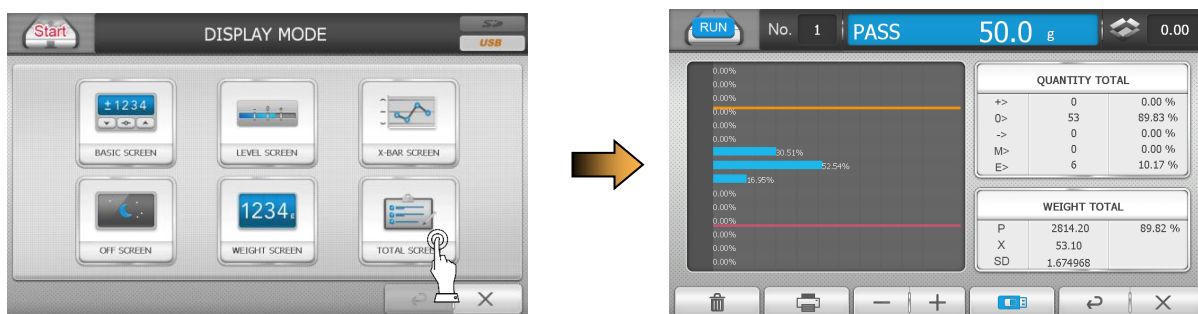 Start
DISPLAY MODE
SD
USB
±1234
BASIC SCREEN
LEVEL SCREEN
X-BAR SCREEN
1234g
OFF SCREEN
WEIGHT SCREEN
TOTAL SCREEN
RUN No. 1 PASS 50.0 g 0.00
0.00%
0.00%
0.00%
0.00%
0.00%
0.00%
30.51%
52.54%
16.95%
0.00%
0.00%
0.00%
0.00%
0.00%
0.00%
QUANTITY TOTAL
+> 0 0.00 %
0> 53 89.83 %
-> 0 0.00 %
M> 0 0.00 %
E> 6 10.17 %
WEIGHT TOTAL
P 2814.20 89.82 %
X 53.10
SD 1.674968